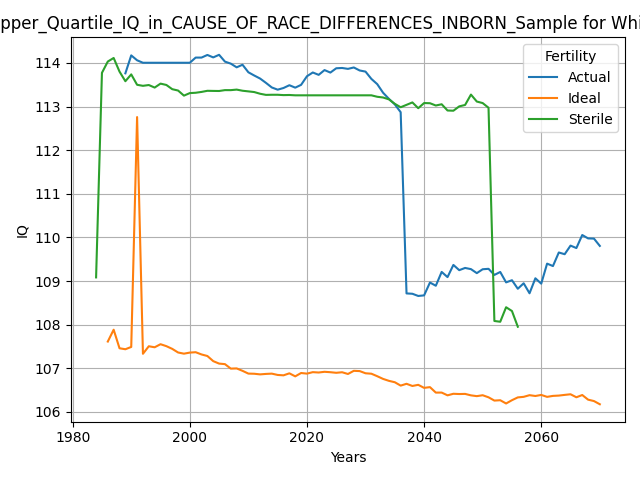 pper_Quartile_IQ_in_CAUSE_OF_RACE_DIFFERENCES_INBORN_Sample for Whi
Fertility
Actual
Ideal
Sterile
IQ
114
113
112
111
110
109
108
107
106
1980
2000
2020
2040
2060
Years